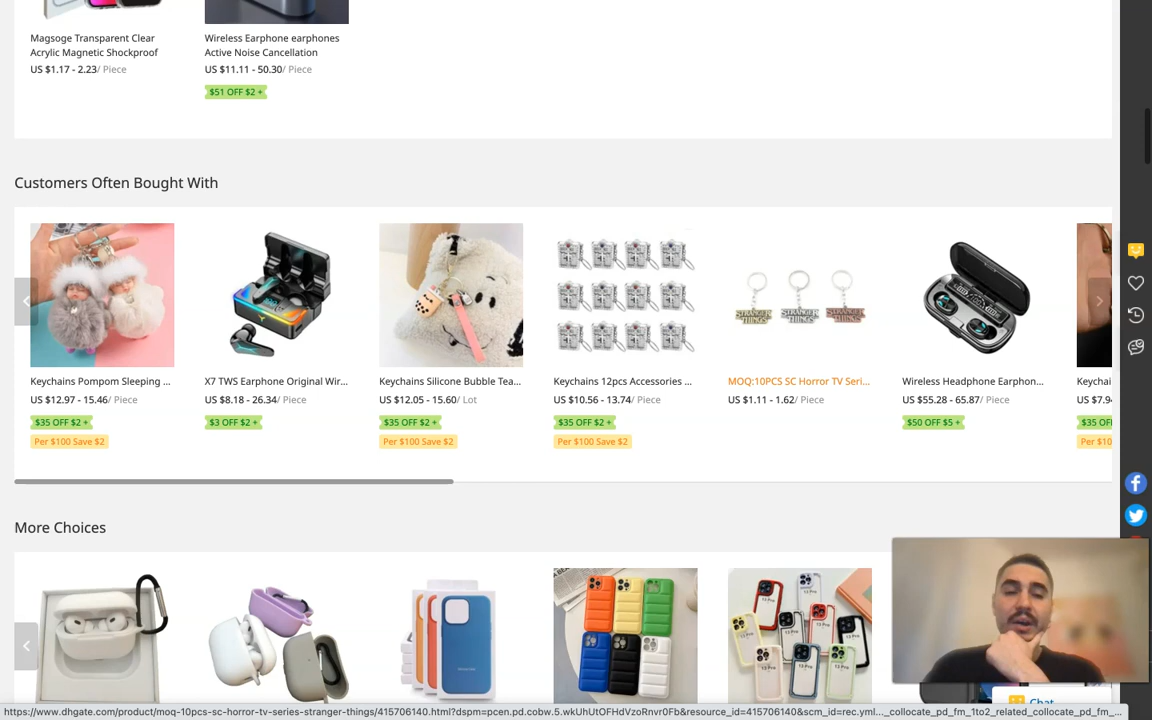 Magsoge Transparent Clear
Acrylic Magnetic Shockproof
US $1.17 - 2.23/ Piece
Wireless Earphone earphones
Active Noise Cancellation
US $11.11 - 50.30/ Piece
$51 OFF $2 +
Customers Often Bought With
Keychains Pompom Sleeping ...
US $12.97 - 15.46/ Piece
$35 OFF $2 +
Per $100 Save $2
X7 TWS Earphone Original Wir...
US $8.18 - 26.34/ Piece
$3 OFF $2 +
Keychains Silicone Bubble Tea...
US $12.05 - 15.60/ Lot
$35 OFF $2 +
Per $100 Save $2
Keychains 12pcs Accessories ...
US $10.56 - 13.74/ Piece
$35 OFF $2 +
Per $100 Save $2
STRANGER
THINGS
STRANGER
THINGS
STRANGER
THINGS
MOQ:10PCS SC Horror TV Seri...
US $1.11 - 1.62/ Piece
Wireless Headphone Earphon...
US $55.28 - 65.87/ Piece
$50 OFF $5 +
Keychai
US $7.9
$35 OF
Per $10
More Choices
Chat
https://www.dhgate.com/product/moq-10pcs-sc-horror-tv-series-stranger-things/415706140.html?dspm=pcen.pd.cobw.5.wkUhUtOFHdVzoRnvr0Fb&resource_id=415706140&scm_id=rec.yml..._collocate_pd_fm_1to2_related_collocate_pd_fm_...